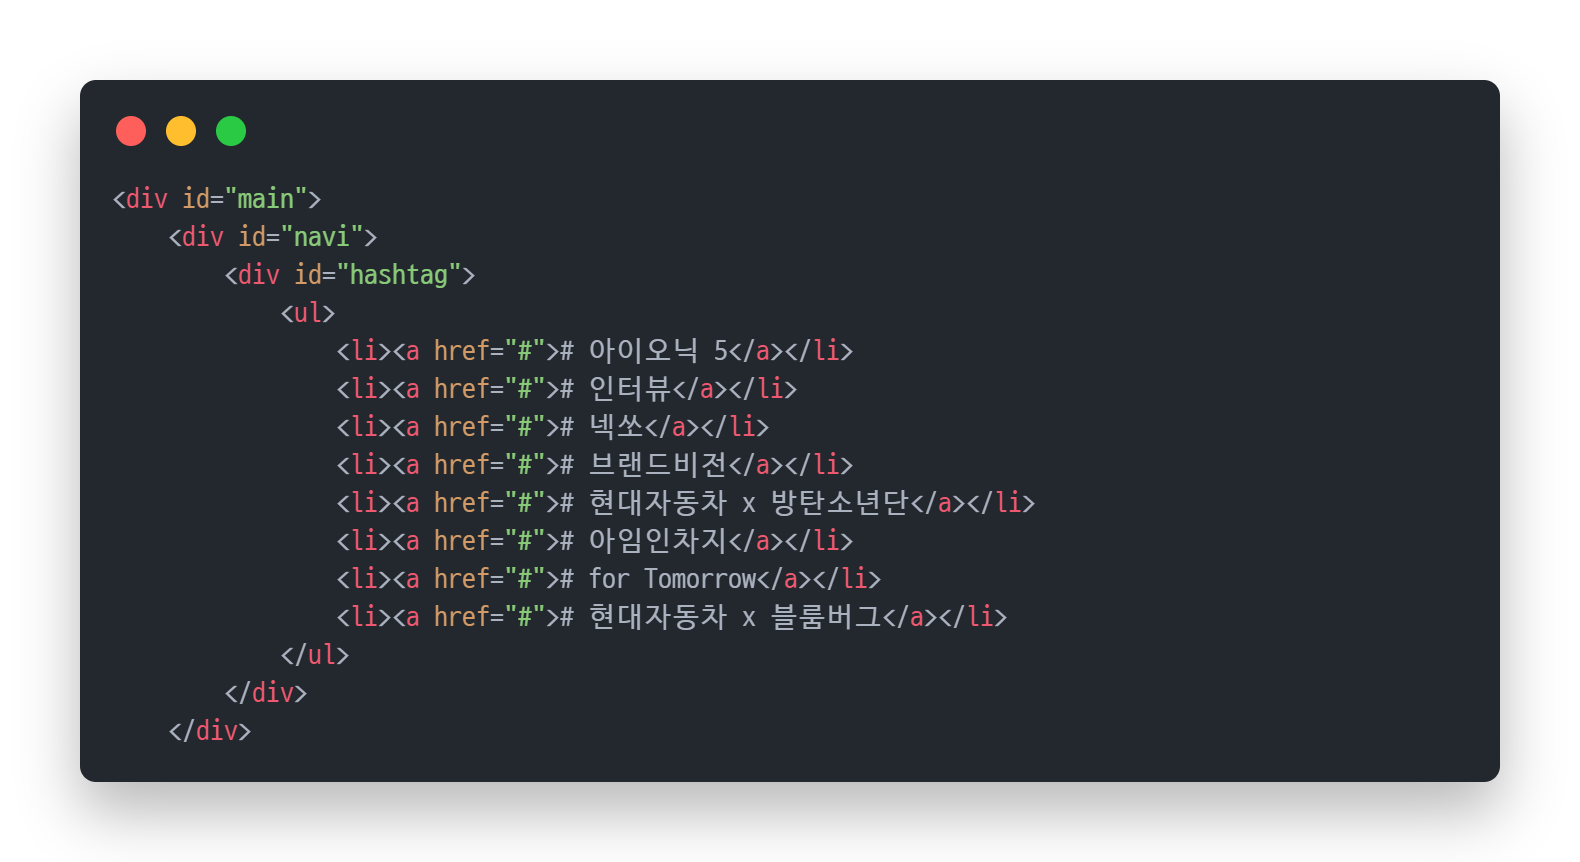 <div id="main">
    <div id="navi">
        <div id="hashtag">
            <ul>
                <li><a href="#"># 아이오닉 5</a></li>
                <li><a href="#"># 인터뷰</a></li>
                <li><a href="#"># 넥쏘</a></li>
                <li><a href="#"># 브랜드비전</a></li>
                <li><a href="#"># 현대자동차 x 방탄소년단</a></li>
                <li><a href="#"># 아임인차지</a></li>
                <li><a href="#"># for Tomorrow</a></li>
                <li><a href="#"># 현대자동차 x 블룸버그</a></li>
            </ul>
        </div>
    </div>